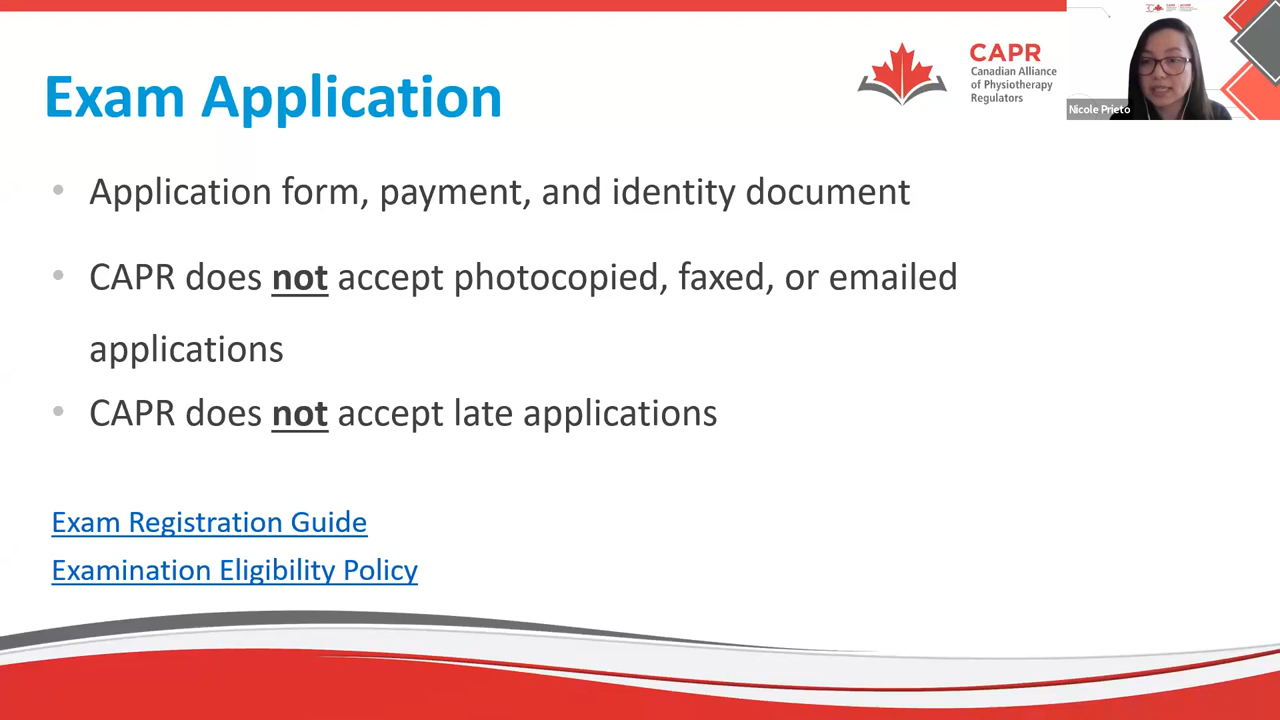 Exam Application
CAPR
Canadian Alliance
of Physiotherapy
Regulators
Nicole Prieto
• Application form, payment, and identity document
• CAPR does not accept photocopied, faxed, or emailed
applications
• CAPR does not accept late applications
Exam Registration Guide
Examination Eligibility Policy